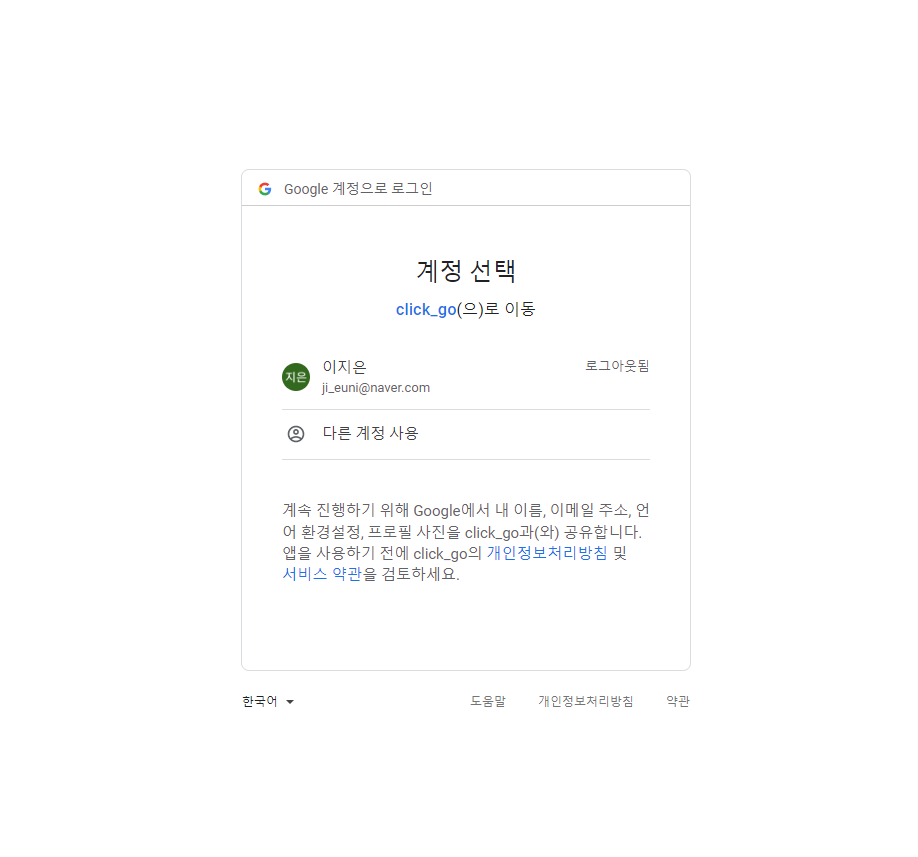 Google 계정으로 로그인
계정 선택
click_go(으)로 이동
지은
이지은
로그아웃됨
ji_euni@naver.com
다른 계정 사용
계속 진행하기 위해 Google에서 내 이름, 이메일 주소, 언
어 환경설정, 프로필 사진을 click_go과(와) 공유합니다.
앱을 사용하기 전에 click_go의 개인정보처리방침 및
서비스 약관을 검토하세요.
한국어
도움말
개인정보처리방침
약관